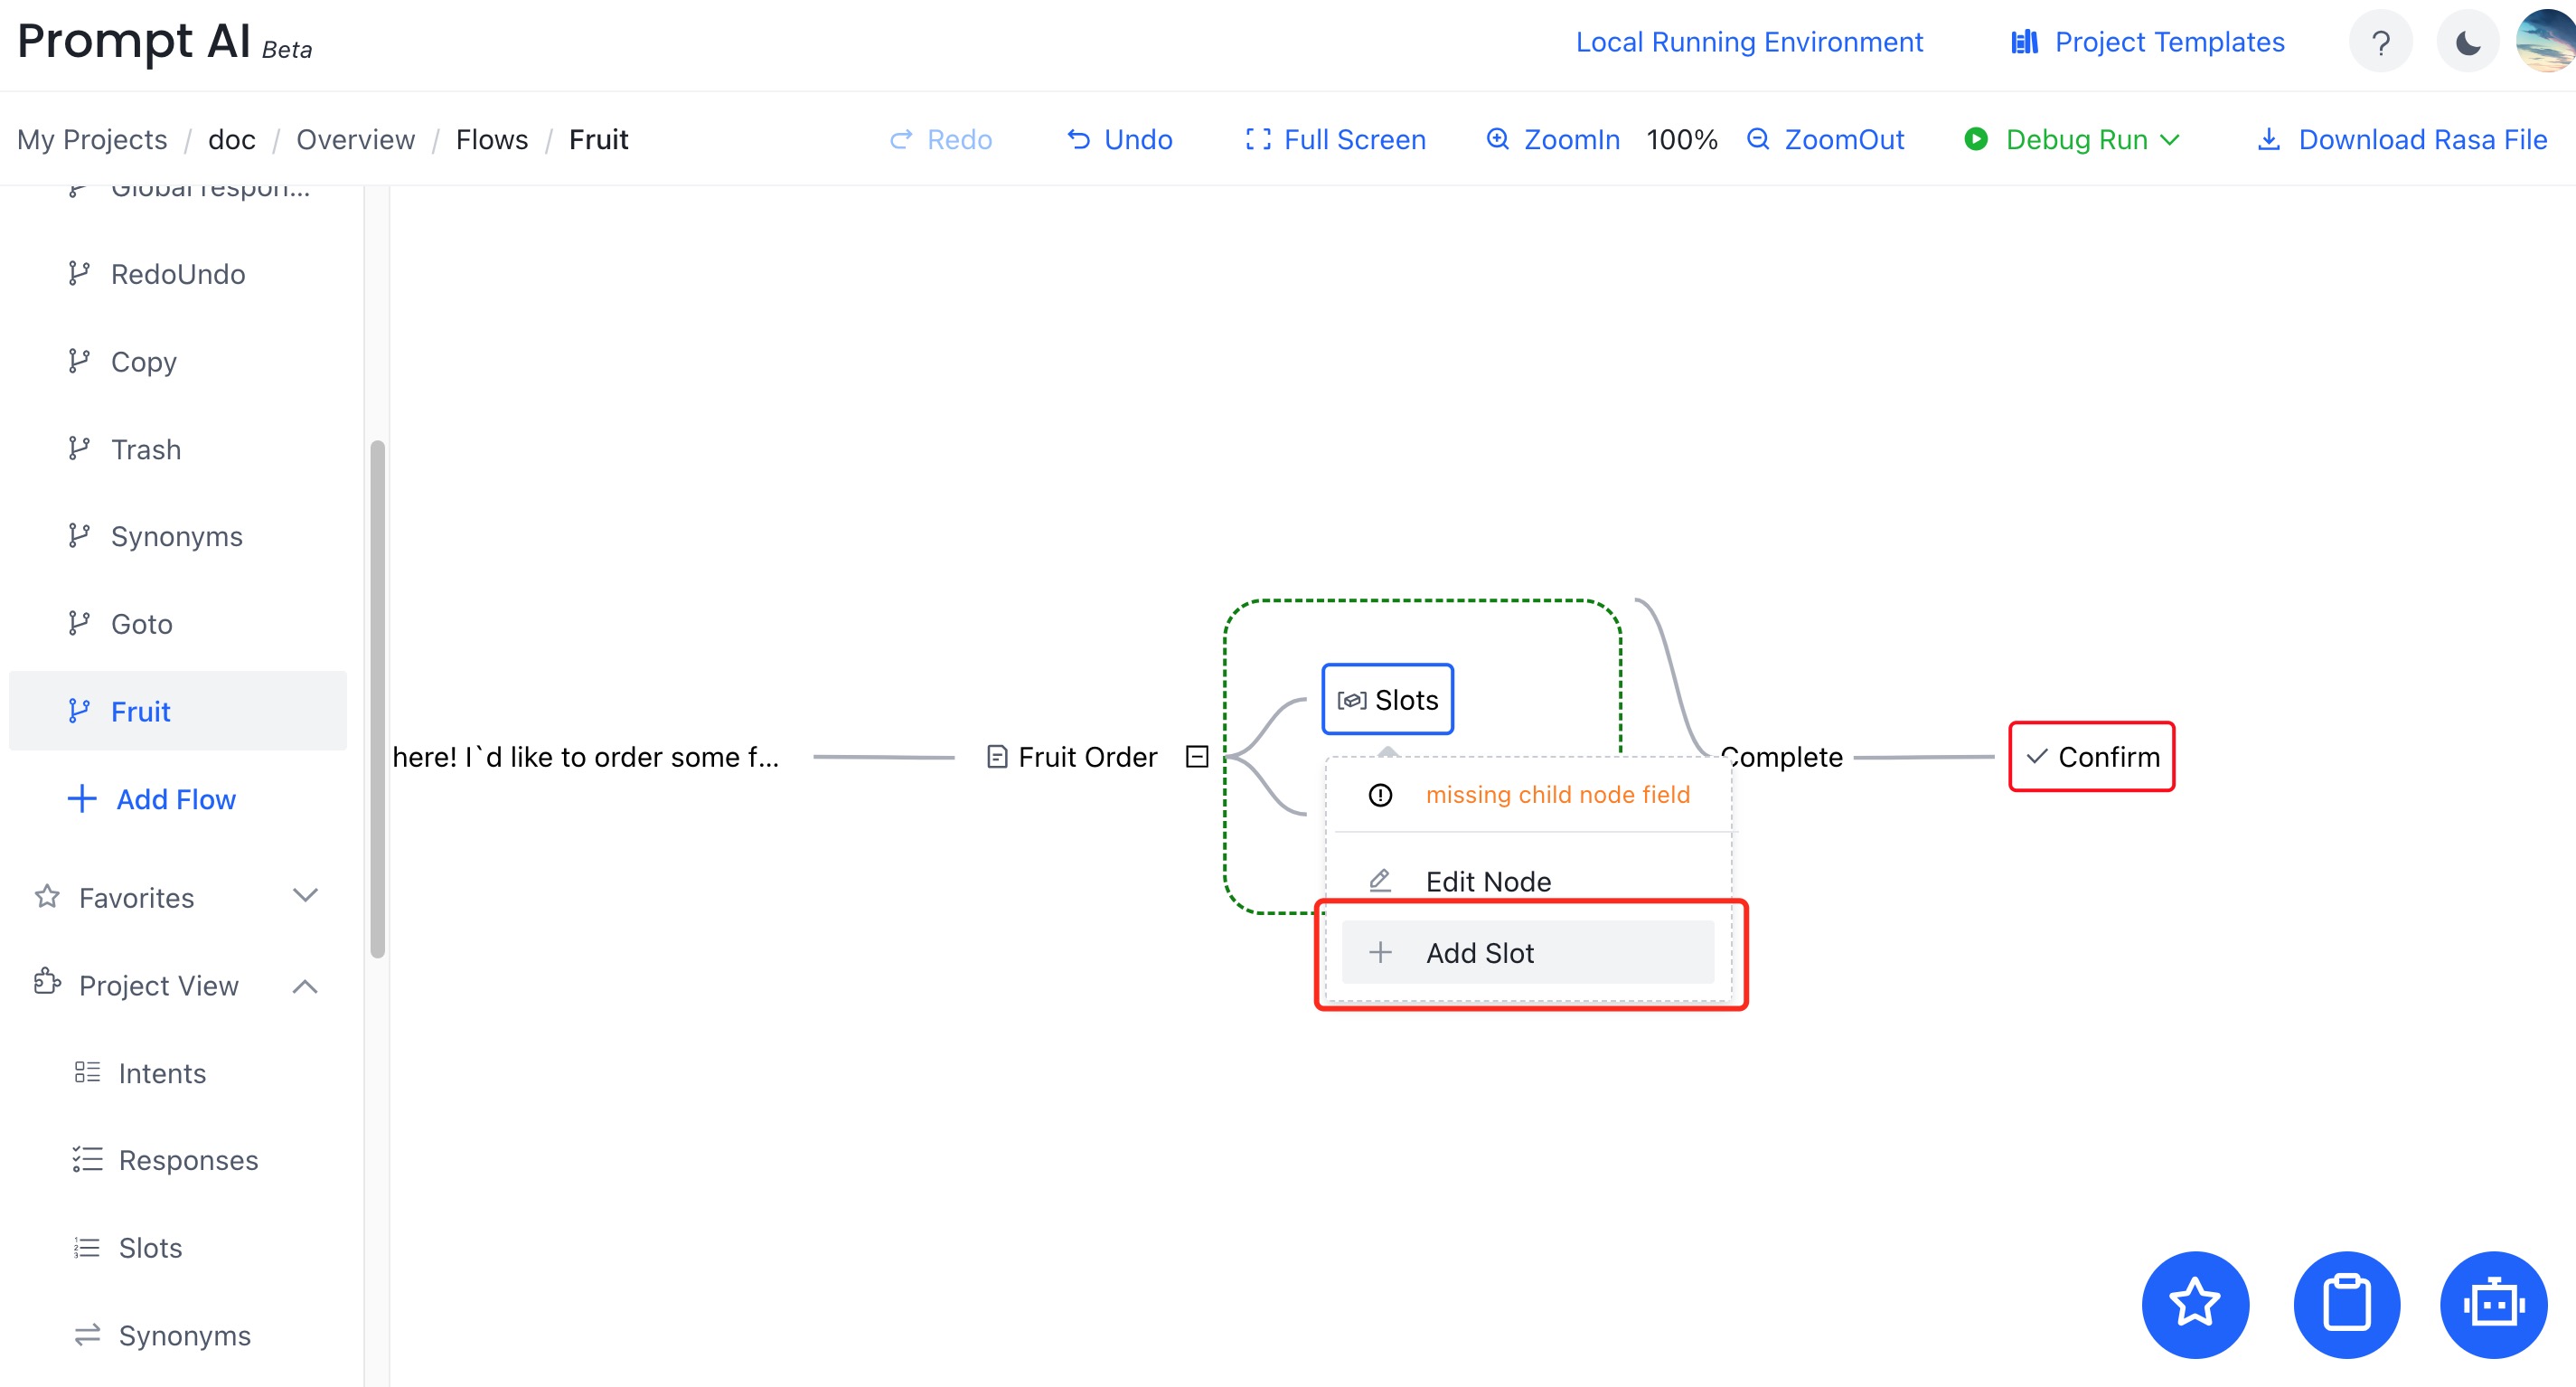 Prompt AI Beta
Local Running Environment
Project Templates
?
My Projects / doc / Overview / Flows / Fruit
Redo
Undo
Full Screen
ZoomIn 100% ZoomOut
Debug Run
Download Rasa File
Global respon...
RedoUndo
Copy
Trash
Synonyms
Goto
Fruit
Add Flow
Favorites
Project View
Intents
Responses
Slots
Synonyms
here! I`d like to order some f...
Fruit Order
Slots
missing child node field
Edit Node
Add Slot
Complete
Confirm